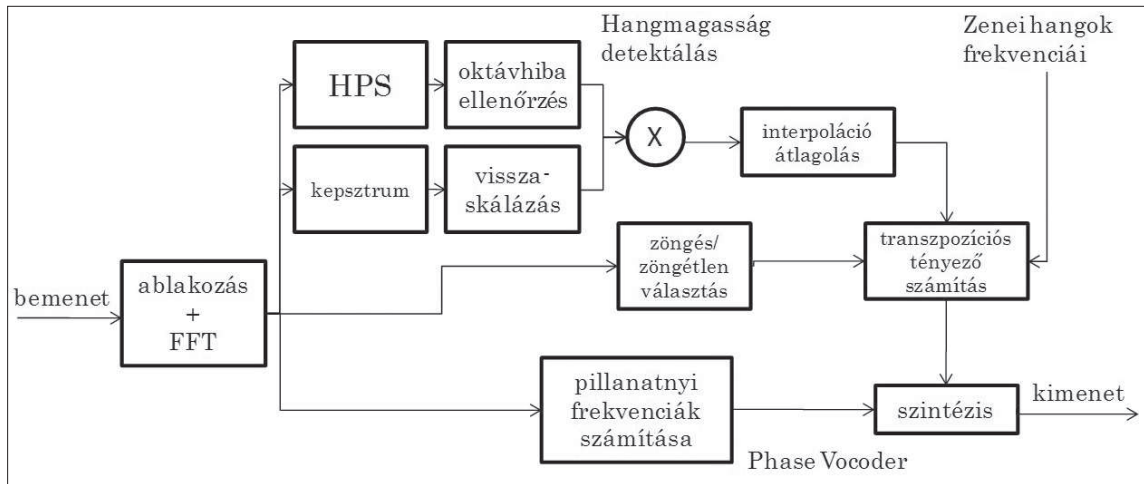 Hangmagasság
detektálás
Zenei hangok
frekvenciái
HPS
oktávhiba
ellenőrzés
X
interpoláció
átlagolás
kepsztrum
vissza-
skálázás
zöngés/
zöngétlen
választás
transzpozíciós
tényező
számítás
bemenet
ablakozás
+
FFT
pillanatnyi
frekvenciák
számítása
szintézis
kimenet
Phase Vocoder